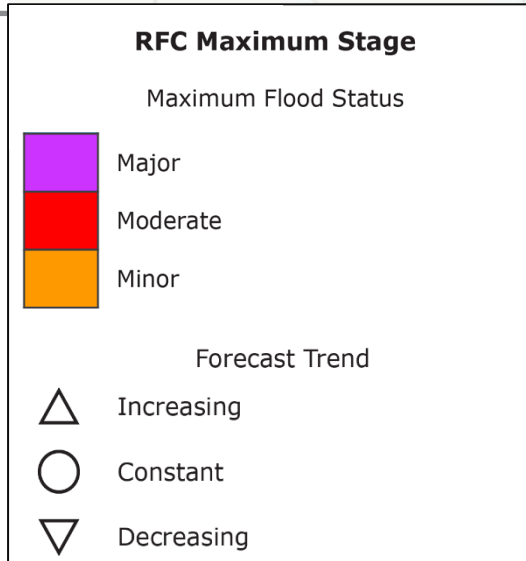 RFC Maximum Stage
Maximum Flood Status
Major
Moderate
Minor
Forecast Trend
Increasing
Constant
Decreasing